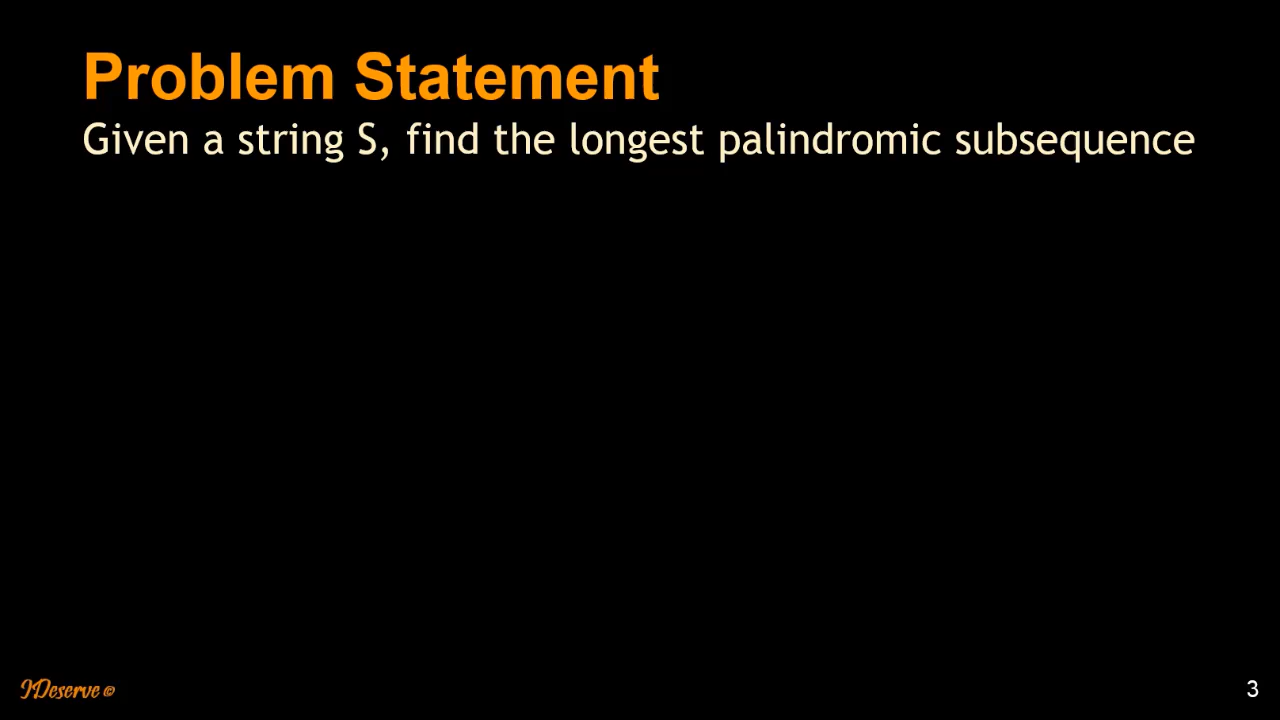 Problem Statement
Given a string S, find the longest palindromic subsequence
IDeserve ©
3